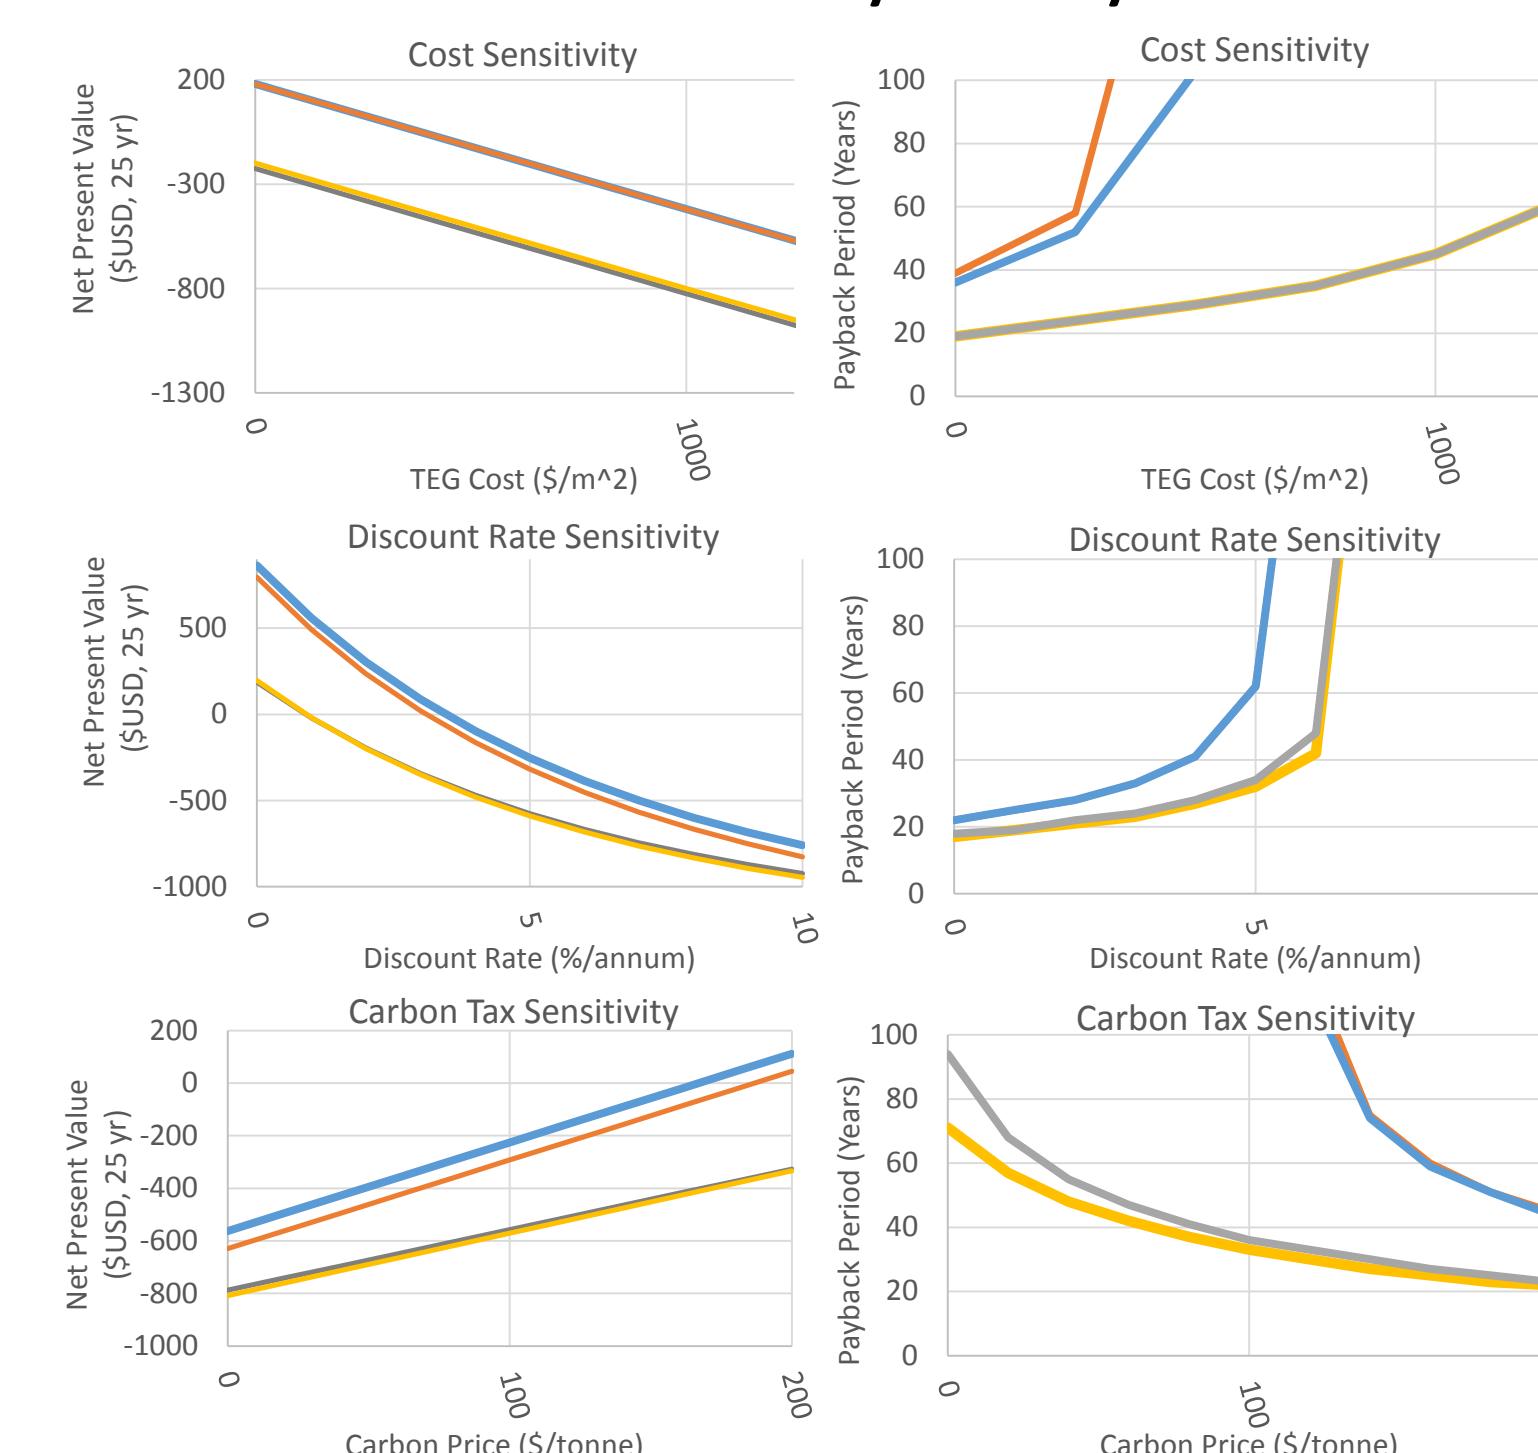 Cost Sensitivity
200
-300
-800
-1300
Net Present Value
($USD, 25 yr)
0
1000
TEG Cost ($/m^2)
Cost Sensitivity
100
80
60
40
20
0
Payback Period (Years)
0
1000
TEG Cost ($/m^2)
Discount Rate Sensitivity
500
0
-500
-1000
Net Present Value
($USD, 25 yr)
0
5
10
Discount Rate (%/annum)
Discount Rate Sensitivity
100
80
60
40
20
0
Payback Period (Years)
0
5
Discount Rate (%/annum)
Carbon Tax Sensitivity
200
0
-200
-400
-600
-800
-1000
Net Present Value
($USD, 25 yr)
0
100
200
Carbon Price ($/tonne)
Carbon Tax Sensitivity
100
80
60
40
20
0
Payback Period (Years)
0
100
Carbon Price ($/tonne)